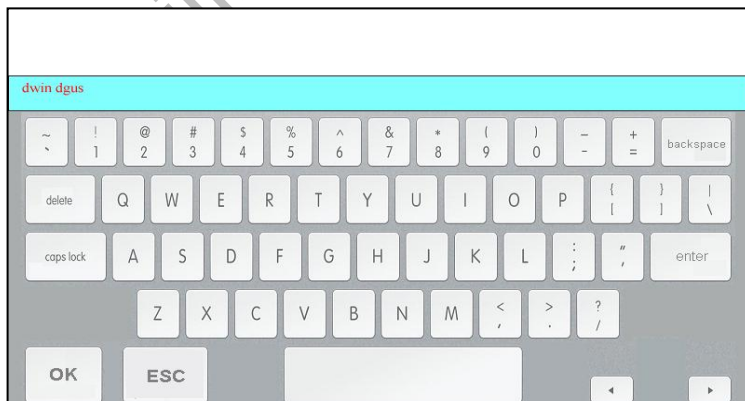 dwin dgus
~ ! @ # $ % ^ & * ( ) _ +
` 1 2 3 4 5 6 7 8 9 0 - = backspace
delete Q W E R T Y U I O P { } |
[ ] \
caps lock A S D F G H J K L : " enter
; '
Z X C V B N M < > ?
, . /
OK ESC